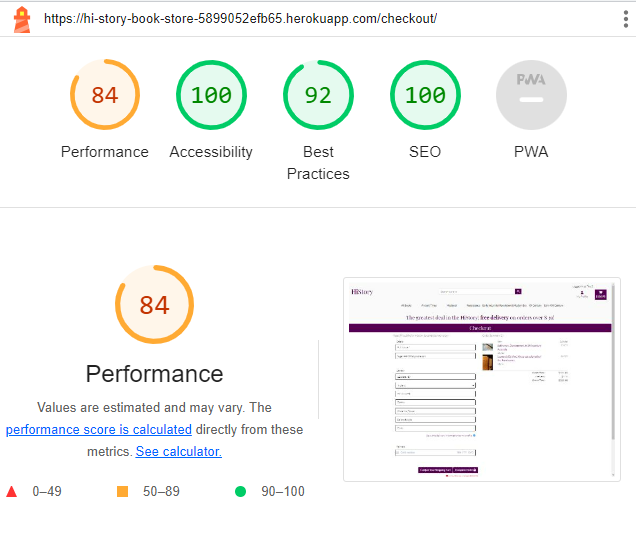 https://hi-story-book-store-5899052efb65.herokuapp.com/checkout/
84
100
92
100
PWA
Performance
Accessibility
Best
Practices
SEO
PWA
84
Performance
Values are estimated and may vary. The
performance score is calculated directly from these
metrics. See calculator.
0–49
50–89
90–100
HiStory
The greatest deal in the HiStory: free delivery on orders over
Checkout